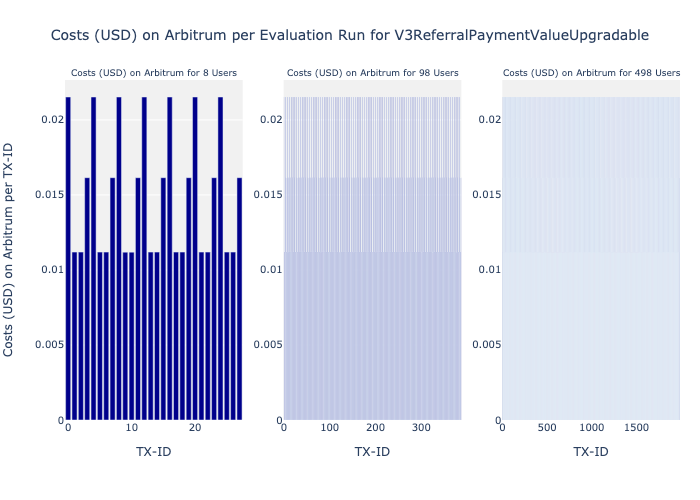 Costs (USD) on Arbitrum per Evaluation Run for V3ReferralPaymentValueUpgradable
Costs (USD) on Arbitrum for 8 Users
Costs (USD) on Arbitrum for 98 Users
Costs (USD) on Arbitrum for 498 Users
Costs (USD) on Arbitrum per TX-ID
0.02
0.015
0.01
0.005
0
0 10 20
TX-ID
0.02
0.015
0.01
0.005
0
0 100 200 300
TX-ID
0.02
0.015
0.01
0.005
0
0 500 1000 1500
TX-ID